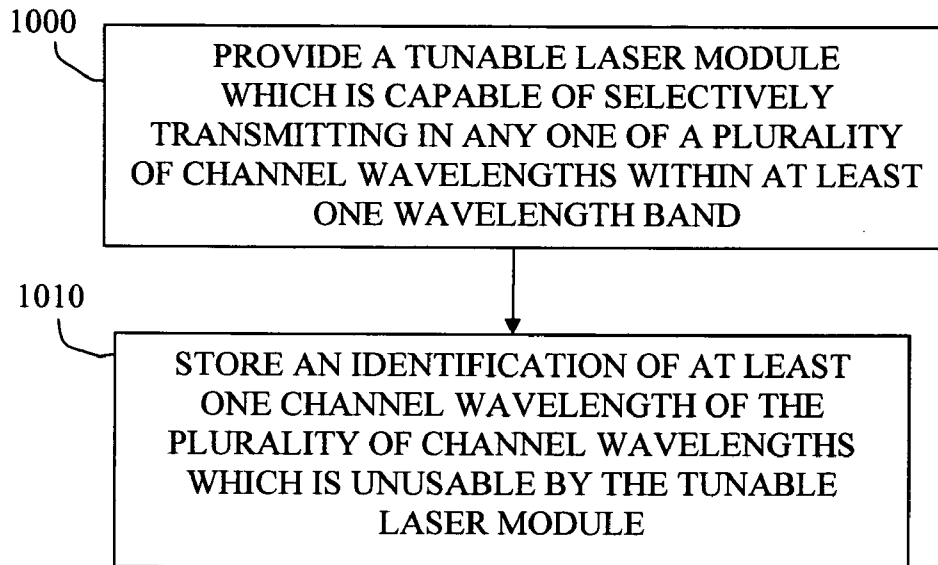 1000
PROVIDE A TUNABLE LASER MODULE
WHICH IS CAPABLE OF SELECTIVELY
TRANSMITTING IN ANY ONE OF A PLURALITY
OF CHANNEL WAVELENGTHS WITHIN AT LEAST
ONE WAVELENGTH BAND
1010
STORE AN IDENTIFICATION OF AT LEAST
ONE CHANNEL WAVELENGTH OF THE
PLURALITY OF CHANNEL WAVELENGTHS
WHICH IS UNUSABLE BY THE TUNABLE
LASER MODULE